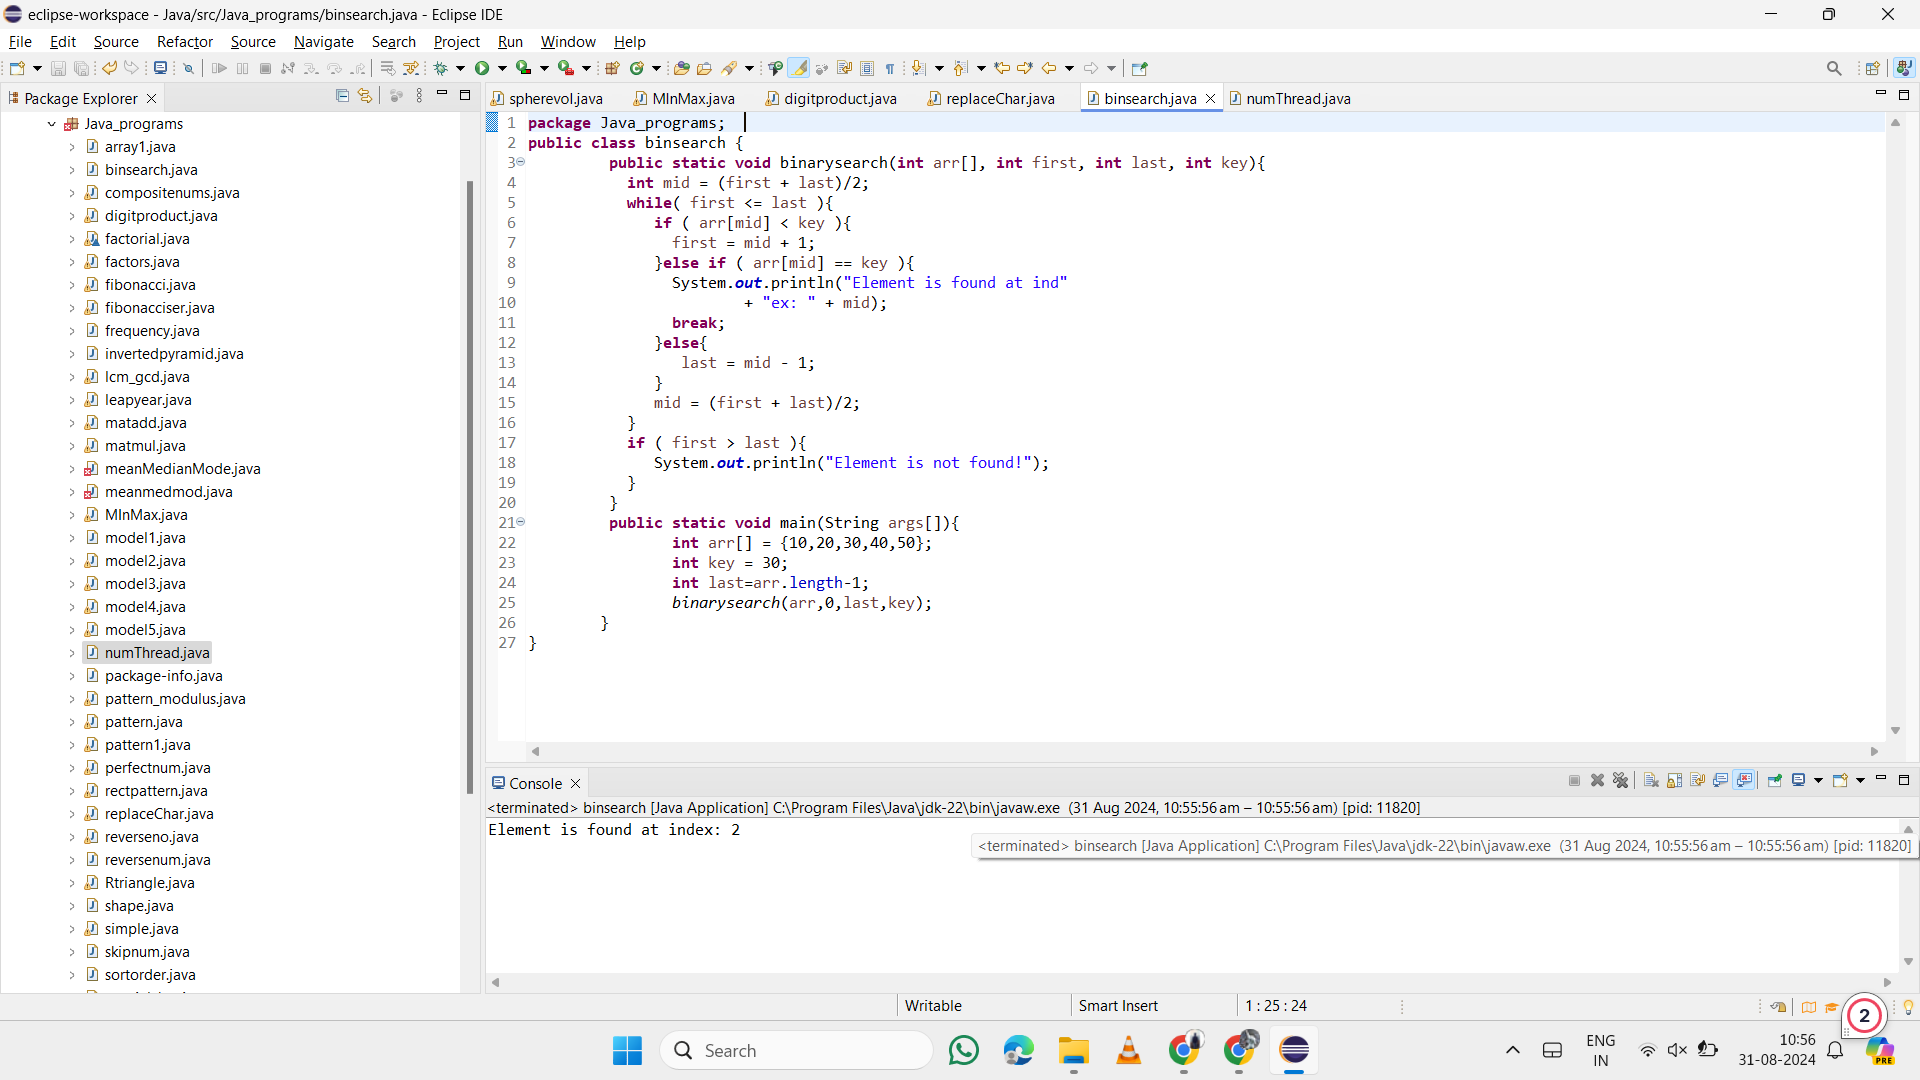 eclipse-workspace - Java/src/Java_programs/binsearch.java - Eclipse IDE
File Edit Source Refactor Source Navigate Search Project Run Window Help
Package Explorer
Java_programs
array1.java
binsearch.java
compositenums.java
digitproduct.java
factorial.java
factors.java
fibonacci.java
fibonacciser.java
frequency.java
invertedpyramid.java
lcm_gcd.java
leapyear.java
matadd.java
matmul.java
meanMedianMode.java
meanmedmod.java
MInMax.java
model1.java
model2.java
model3.java
model4.java
model5.java
numThread.java
package-info.java
pattern_modulus.java
pattern.java
pattern1.java
perfectnum.java
rectpattern.java
replaceChar.java
reverseno.java
reversenum.java
Rtriangle.java
shape.java
simple.java
skipnum.java
sortorder.java
spherevol.java MInMax.java digitproduct.java replaceChar.java binsearch.java numThread.java
1 package Java_programs;
2 public class binsearch {
3 public static void binarysearch(int arr[], int first, int last, int key){
4 int mid = (first + last)/2;
5 while( first <= last ){
6 if ( arr[mid] < key ){
7 first = mid + 1;
8 }else if ( arr[mid] == key ){
9 System.out.println("Element is found at ind"
10 + "ex: " + mid);
11 break;
12 }else{
13 last = mid - 1;
14 }
15 mid = (first + last)/2;
16 }
17 if ( first > last ){
18 System.out.println("Element is not found!");
19 }
20 }
21 public static void main(String args[]){
22 int arr[] = {10,20,30,40,50};
23 int key = 30;
24 int last=arr.length-1;
25 binarysearch(arr,0,last,key);
26 }
27 }
Console
<terminated> binsearch [Java Application] C:\Program Files\Java\jdk-22\bin\javaw.exe (31 Aug 2024, 10:55:56 am – 10:55:56 am) [pid: 11820]
Element is found at index: 2
<terminated> binsearch [Java Application] C:\Program Files\Java\jdk-22\bin\javaw.exe (31 Aug 2024, 10:55:56 am – 10:55:56 am) [pid: 11820]
Writable Smart Insert 1 : 25 : 24
2
Search
ENG
IN
10:56
31-08-2024
PRE